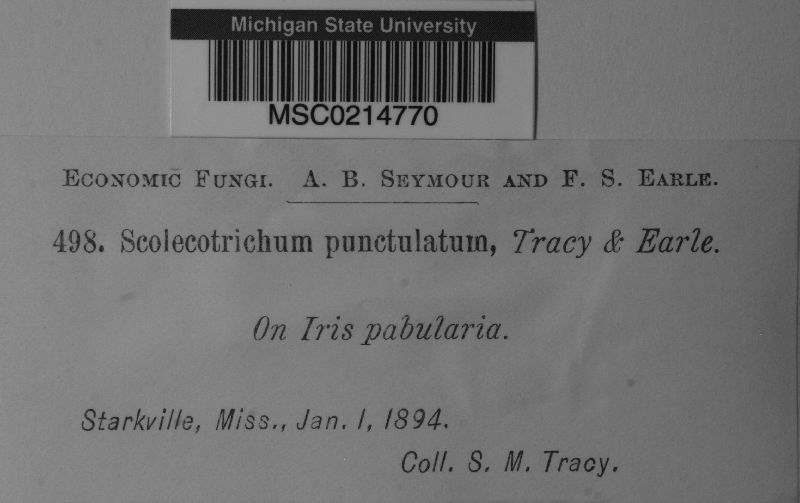 Michigan State University
MSC0214770
Economic Fungi. A. B. Seymour and F. S. Earle.
498. Scolecotrichum punctulatum, Tracy & Earle.
On Iris pabularia.
Starkville, Miss., Jan. 1, 1894.
Coll. S. M. Tracy.